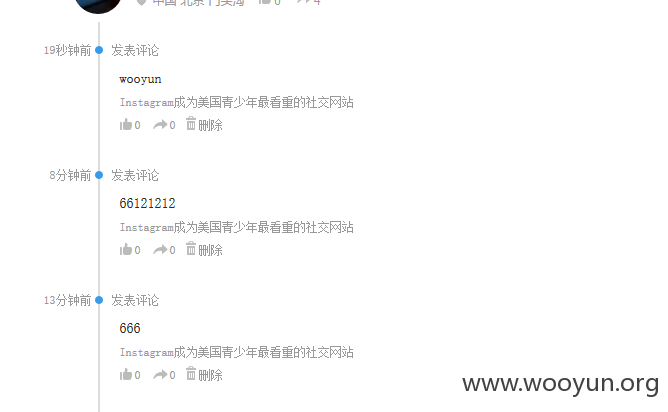 中国 北京 门头沟 0 4
19秒钟前 发表评论
wooyun
Instagram成为美国青少年最看重的社交网站
0 0 删除
8分钟前 发表评论
66121212
Instagram成为美国青少年最看重的社交网站
0 0 删除
13分钟前 发表评论
666
Instagram成为美国青少年最看重的社交网站
0 0 删除
www.wooyun.org